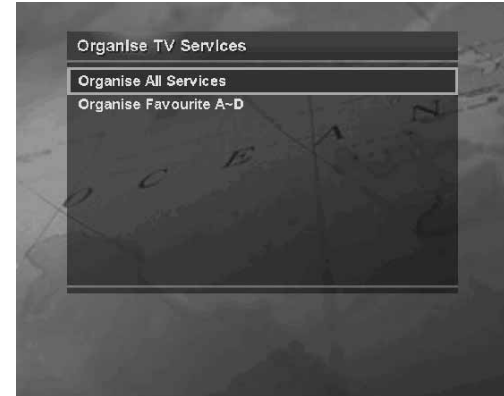 Organise TV Services
Organise All Services
Organise Favourite A~D
O C E A N